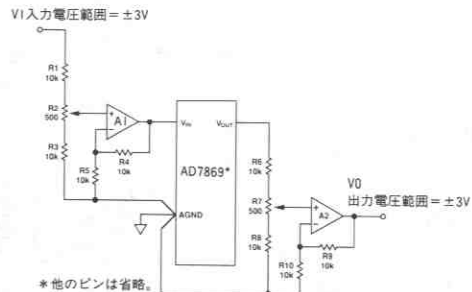 VI入力電圧範囲=±3V
R1
10k
R2
500
R3
10k
A1
R4
10k
R5
10k
VIN
VOUT
AD7869*
AGND
R6
10k
R7
500
R8
10k
VO
出力電圧範囲=±3V
A2
R9
10k
R10
10k
*他のピンは省略。